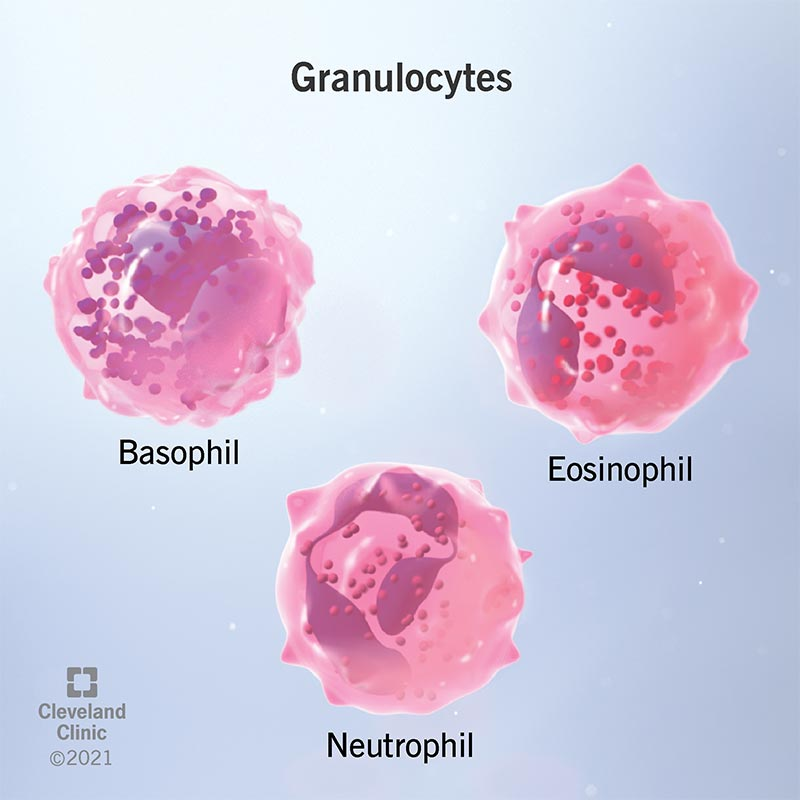 Granulocytes
Basophil
Eosinophil
Neutrophil
Cleveland
Clinic
©2021